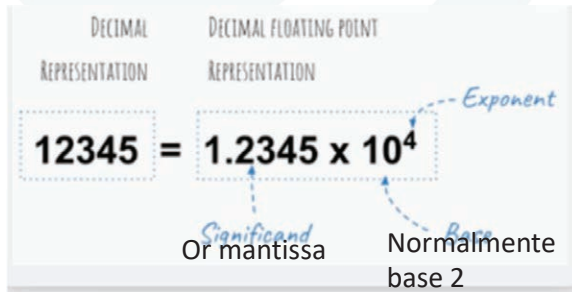 DECIMAL
REPRESENTATION
DECIMAL FLOATING POINT
REPRESENTATION
Exponent
12345 = 1.2345 x 10⁴
Significand
Or mantissa
Base
Normalmente
base 2